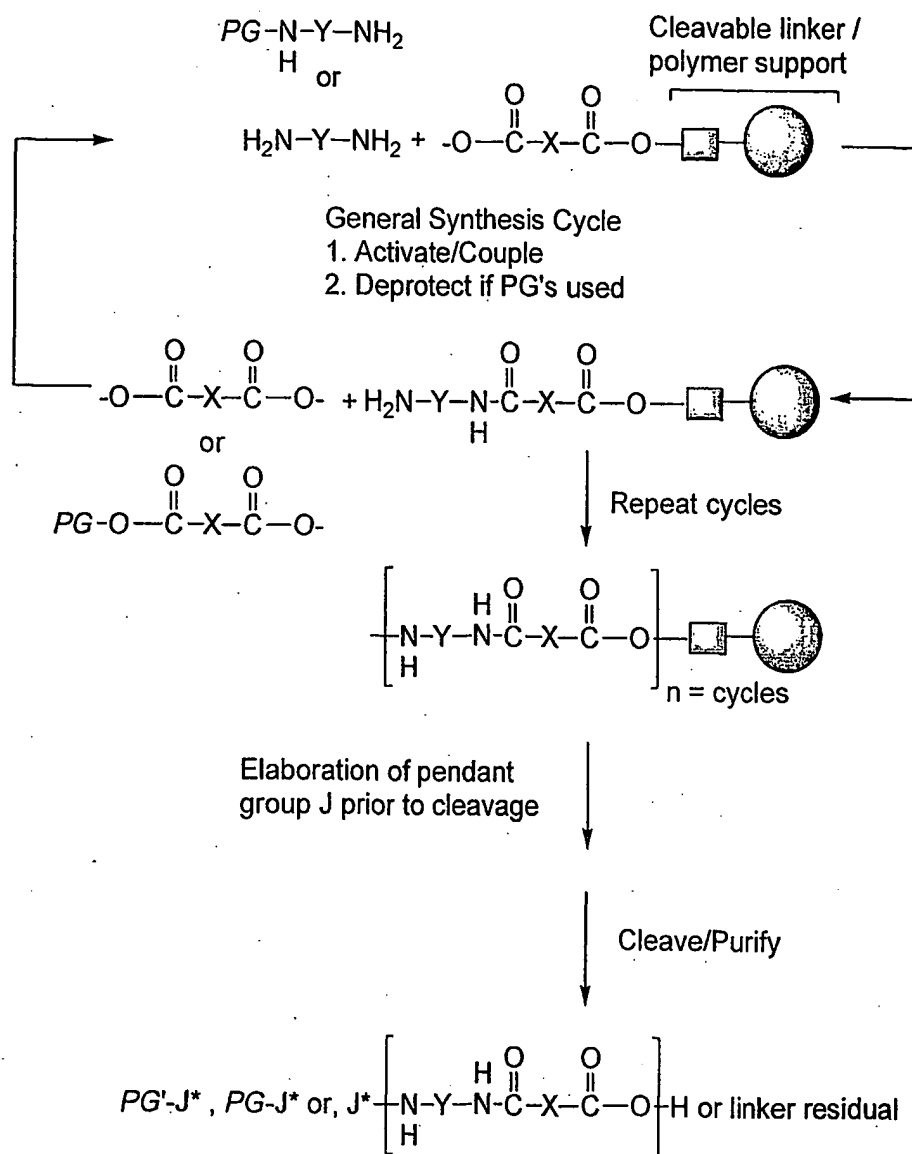 PG-N-Y-NH2
H
or
Cleavable linker /
polymer support
O O
H2N-Y-NH2 + -O-C-X-C-O-
General Synthesis Cycle
1. Activate/Couple
2. Deprotect if PG's used
O O O O
-O-C-X-C-O- + H2N-Y-N-C-X-C-O-
H
or
O O
PG-O-C-X-C-O-
Repeat cycles
H O O
N-Y-N-C-X-C-O
H
n = cycles
Elaboration of pendant
group J prior to cleavage
Cleave/Purify
H O O
PG'-J* , PG-J* or, J*-N-Y-N-C-X-C-O-H or linker residual
H